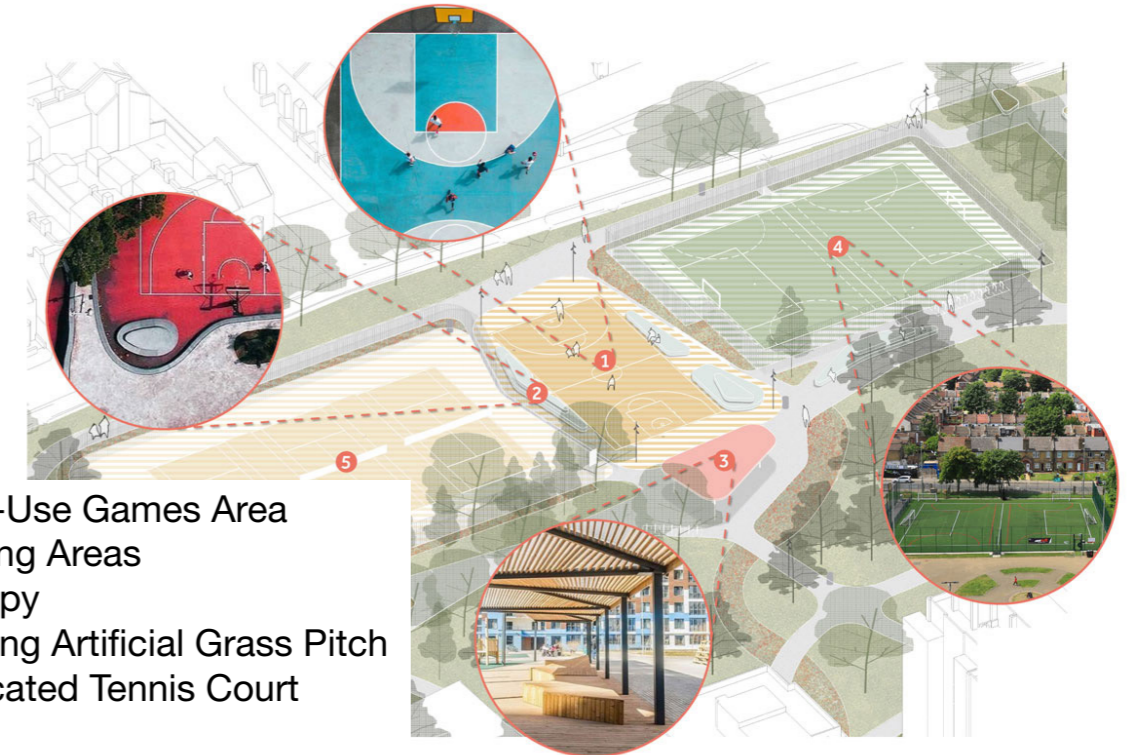 1
2
4
3
5
-Use Games Area
ng Areas
py
ng Artificial Grass Pitch
cated Tennis Court